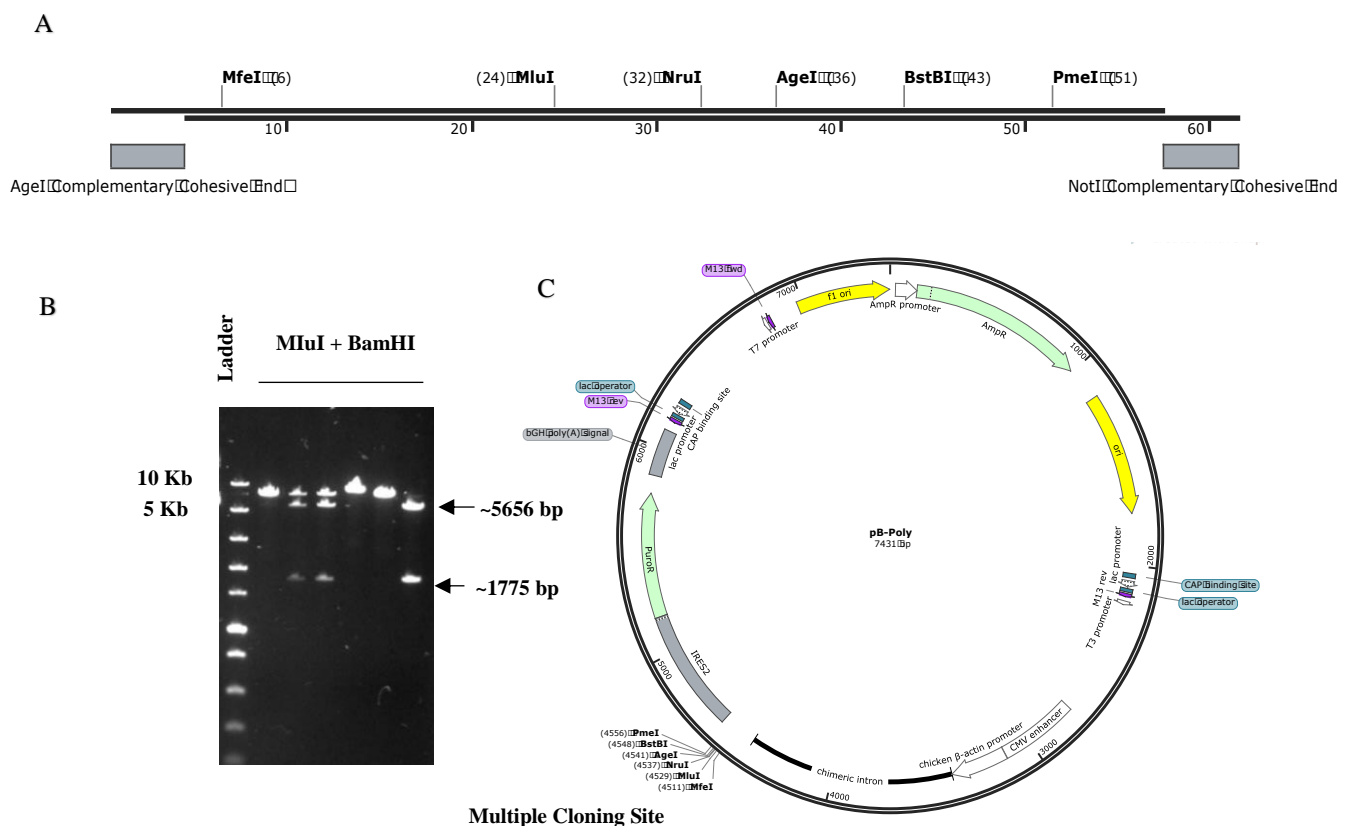 A
MfeI (6)
(24) MluI
(32) NruI
AgeI (36)
BstBI (43)
PmeI (51)
10
20
30
40
50
60
AgeI Complementary Cohesive End
NotI Complementary Cohesive End
B
Ladder
MIuI + BamHI
10 Kb
5 Kb
~5656 bp
~1775 bp
C
M13 fwd
7000
f1 ori
AmpR promoter
AmpR
T7 promoter
1000
lac operator
M13 rev
CAP binding site
lac promoter
bGH poly(A) signal
6000
ori
PuroR
pB-Poly
7431 bp
2000
lac promoter
M13 rev
T3 promoter
CAP binding site
lac operator
IRES2
5000
(4556) PmeI
(4548) BstBI
(4541) AgeI
(4537) NruI
(4529) MluI
(4511) MfeI
chicken β-actin promoter
CMV enhancer
3000
chimeric intron
4000
Multiple Cloning Site